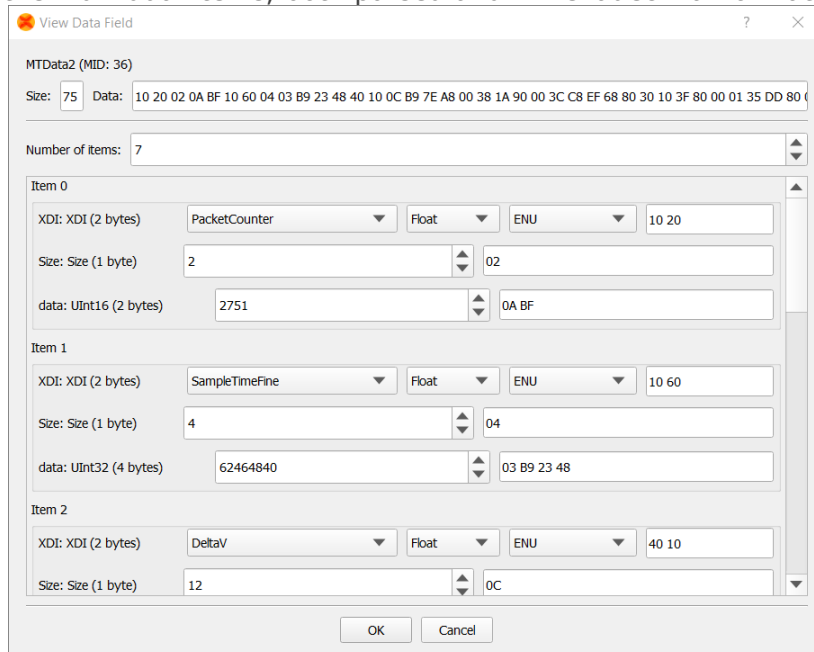 View Data Field
MTData2 (MID: 36)
Size: 75 Data: 10 20 02 0A BF 10 60 04 03 B9 23 48 40 10 0C B9 7E A8 00 38 1A 90 00 3C C8 EF 68 80 30 10 3F 80 00 01 35 DD 80
Number of items: 7
Item 0
XDI: XDI (2 bytes) PacketCounter Float ENU 10 20
Size: Size (1 byte) 2 02
data: UInt16 (2 bytes) 2751 0A BF
Item 1
XDI: XDI (2 bytes) SampleTimeFine Float ENU 10 60
Size: Size (1 byte) 4 04
data: UInt32 (4 bytes) 62464840 03 B9 23 48
Item 2
XDI: XDI (2 bytes) DeltaV Float ENU 40 10
Size: Size (1 byte) 12 0C
OK Cancel